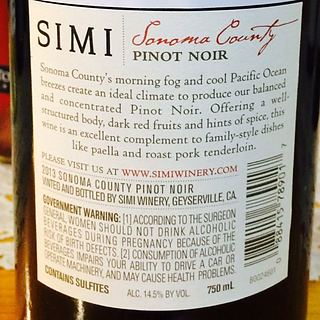 SIMI Sonoma County
PINOT NOIR
Sonoma County's morning fog and cool Pacific Ocean
breezes create an ideal climate to produce our balanced
and concentrated Pinot Noir. Offering a well-
structured body, dark red fruits and hints of spice, this
wine is an excellent complement to family-style dishes
like paella and roast pork tenderloin.
PLEASE VISIT US AT WWW.SIMIWINERY.COM
2013 SONOMA COUNTY PINOT NOIR
VINTED AND BOTTLED BY SIMI WINERY, GEYSERVILLE, CA.
GOVERNMENT WARNING: [1] ACCORDING TO THE SURGEON
GENERAL, WOMEN SHOULD NOT DRINK ALCOHOLIC
BEVERAGES DURING PREGNANCY BECAUSE OF THE
RISK OF BIRTH DEFECTS. [2] CONSUMPTION OF ALCOHOLIC
BEVERAGES IMPAIRS YOUR ABILITY TO DRIVE A CAR OR
OPERATE MACHINERY, AND MAY CAUSE HEALTH PROBLEMS.
CONTAINS SULFITES
ALC. 14.5% BY VOL. 750 mL